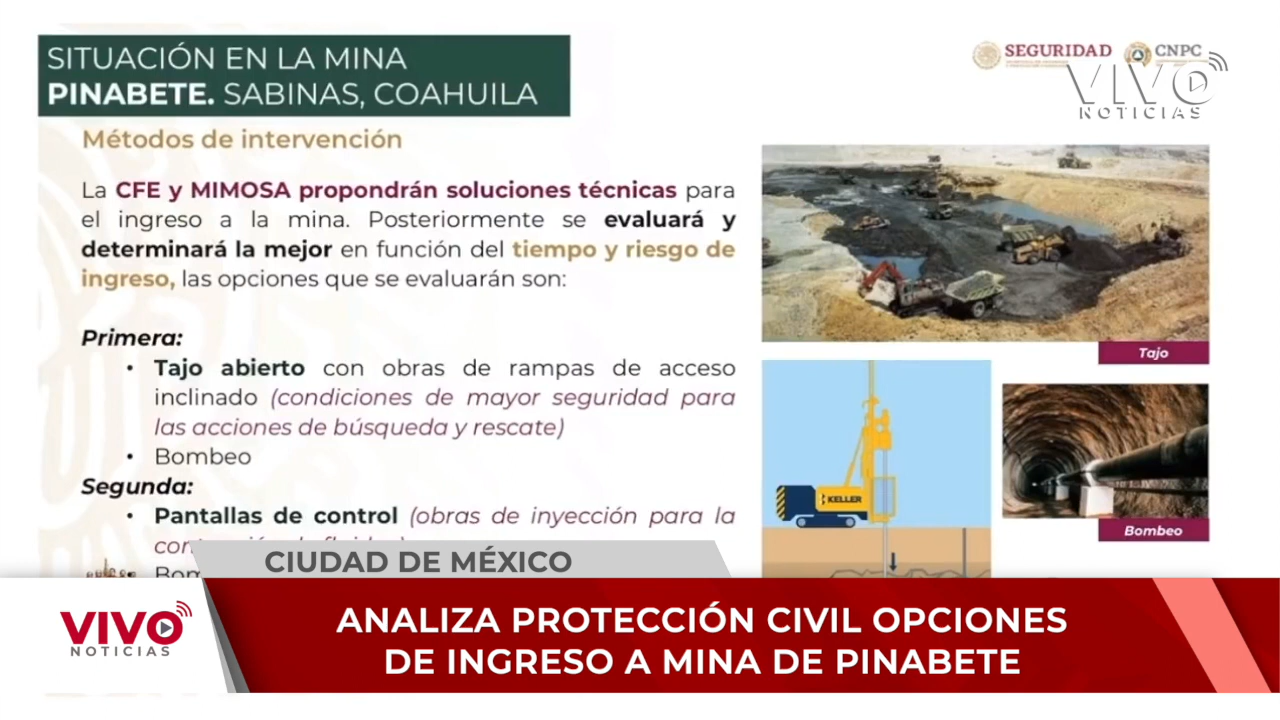 SITUACIÓN EN LA MINA
PINABETE. SABINAS, COAHUILA
SEGURIDAD
CNPC
VIVO
NOTICIAS
Métodos de intervención
La CFE y MIMOSA propondrán soluciones técnicas para
el ingreso a la mina. Posteriormente se evaluará y
determinará la mejor en función del tiempo y riesgo de
ingreso, las opciones que se evaluarán son:
Primera:
• Tajo abierto con obras de rampas de acceso
inclinado (condiciones de mayor seguridad para
las acciones de búsqueda y rescate)
• Bombeo
Segunda:
• Pantallas de control (obras de inyección para la
Tajo
KELLER
Bombeo
CIUDAD DE MÉXICO
VIVO
NOTICIAS
ANALIZA PROTECCIÓN CIVIL OPCIONES
DE INGRESO A MINA DE PINABETE